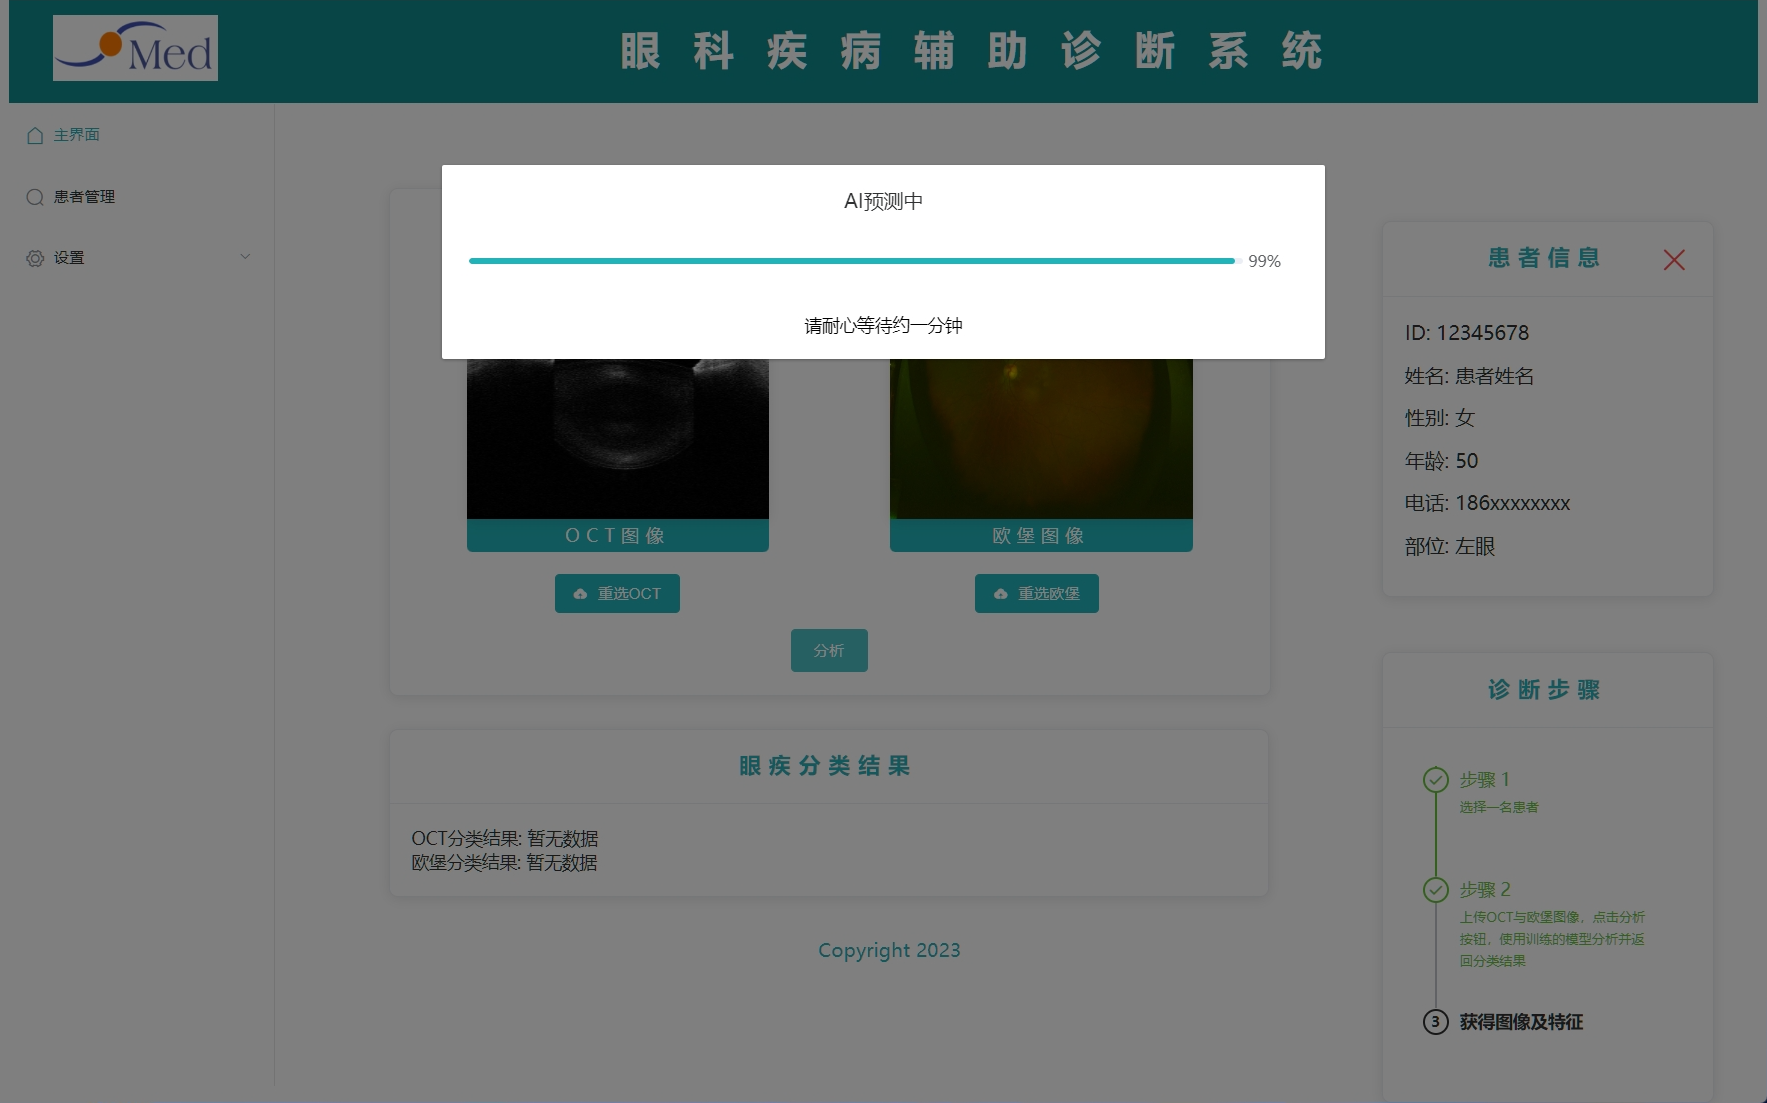 Med
眼科疾病辅助诊断系统
主界面
患者管理
设置
AI预测中
99%
请耐心等待约一分钟
OCT图像
欧堡图像
重选OCT
重选欧堡
分析
眼疾分类结果
OCT分类结果: 暂无数据
欧堡分类结果: 暂无数据
Copyright 2023
患者信息
ID: 12345678
姓名: 患者姓名
性别: 女
年龄: 50
电话: 186xxxxxxxx
部位: 左眼
诊断步骤
步骤 1
选择一名患者
步骤 2
上传OCT与欧堡图像，点击分析
按钮，使用训练的模型分析并返
回分类结果
3 获得图像及特征